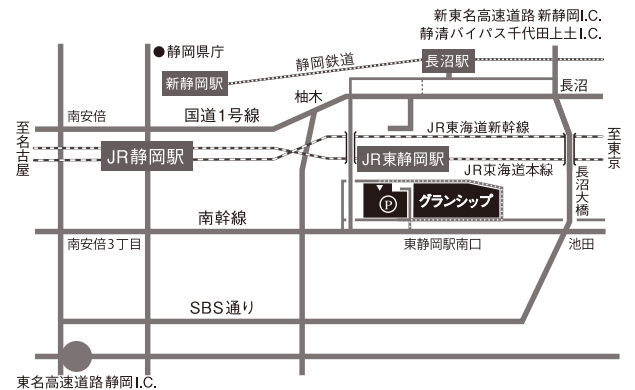 新東名高速道路 新静岡I.C.
静清バイパス千代田上土I.C.
●静岡県庁
静岡鉄道
長沼駅
新静岡駅
柚木
長沼
南安倍
国道1号線
至名古屋
JR東海道新幹線
至東京
JR静岡駅
JR東静岡駅
JR東海道本線
長沼大橋
P
グランシップ
南幹線
南安倍3丁目
東静岡駅南口
池田
SBS通り
東名高速道路 静岡I.C.